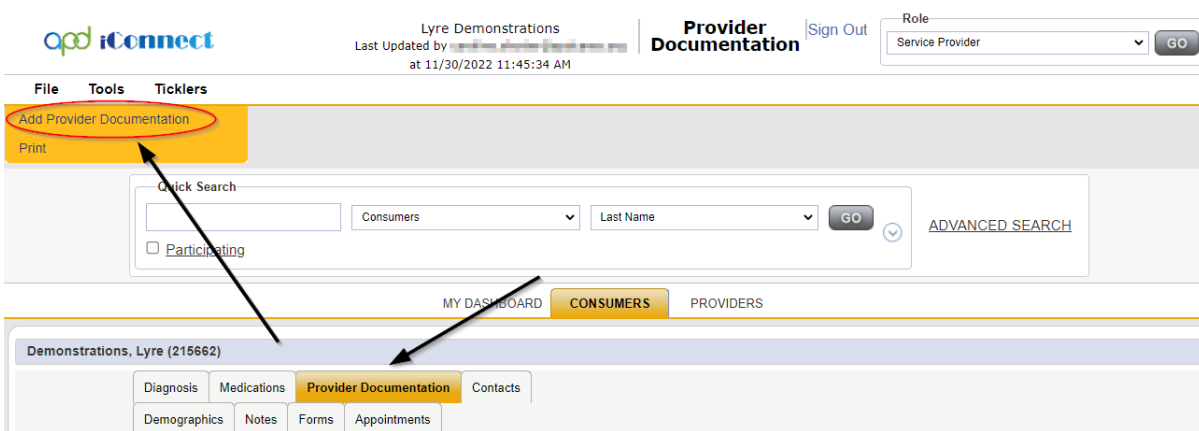 apd iConnect
Lyre Demonstrations
Last Updated by
at 11/30/2022 11:45:34 AM
Provider
Documentation
Sign Out
Role
Service Provider
GO
File Tools Ticklers
Add Provider Documentation
Print
Quick Search
Consumers
Last Name
GO
ADVANCED SEARCH
Participating
MY DASHBOARD CONSUMERS PROVIDERS
Demonstrations, Lyre (215662)
Diagnosis Medications Provider Documentation Contacts
Demographics Notes Forms Appointments